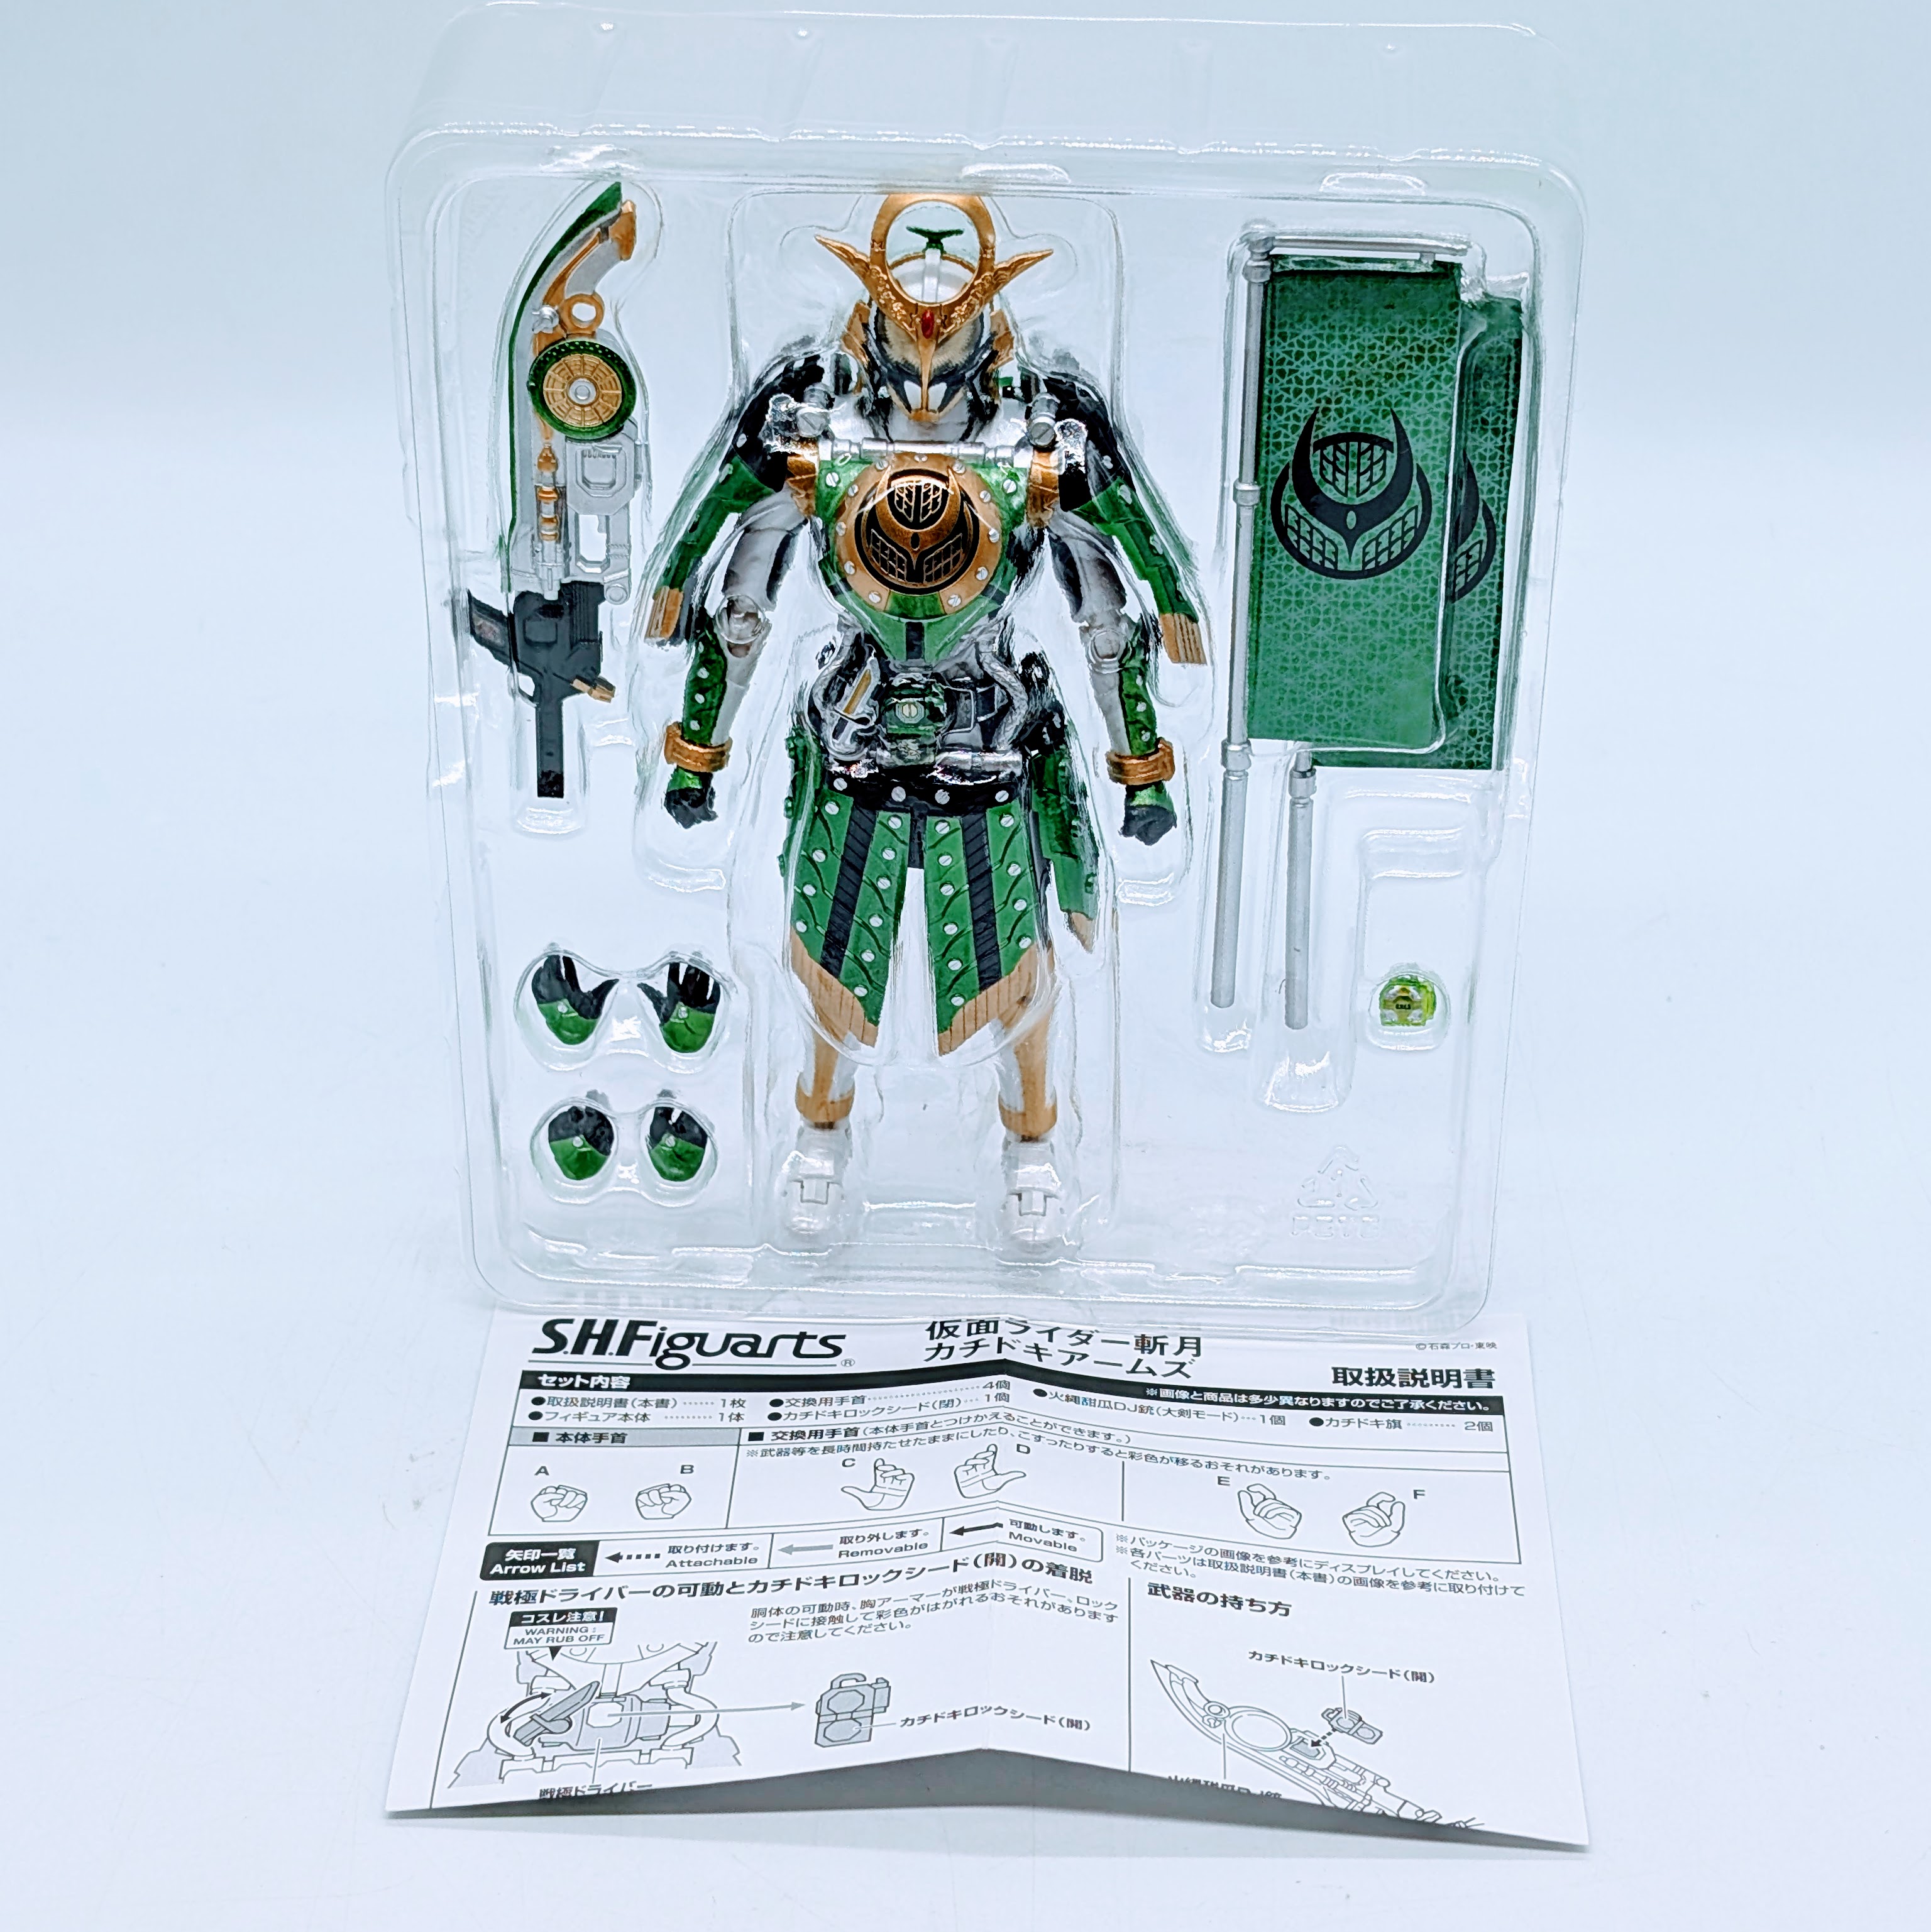 S.H.Figuarts®
仮面ライダー斬月
カチドキアームズ
©石森プロ・東映
取扱説明書
セット内容
※画像と商品は多少異なりますのでご了承ください。
●取扱説明書(本書)……1枚
●フィギュア本体………1体
●交換用手首……………4個
●カチドキロックシード(閉)…1個
●火縄甜瓜DJ銃(大剣モード)…1個
●カチドキ旗………2個
■ 本体手首
■ 交換用手首(本体手首とつけかえることができます。)
※武器等を長時間持たせたままにしたり、こすったりすると彩色が移るおそれがあります。
A
B
C
D
E
F
矢印一覧
Arrow List
取り付けます。
Attachable
取り外します。
Removable
可動します。
Movable
※パッケージの画像を参考にディスプレイしてください。
※各パーツは取扱説明書(本書)の画像を参考に取り付けて
ください。
戦極ドライバーの可動とカチドキロックシード(開)の着脱
コスレ注意!
WARNING:
MAY RUB OFF
胴体の可動時、胸アーマーが戦極ドライバー、ロック
シードに接触して彩色がはがれるおそれがあります
ので注意してください。
カチドキロックシード(開)
戦極ドライバー
武器の持ち方
カチドキロックシード(開)